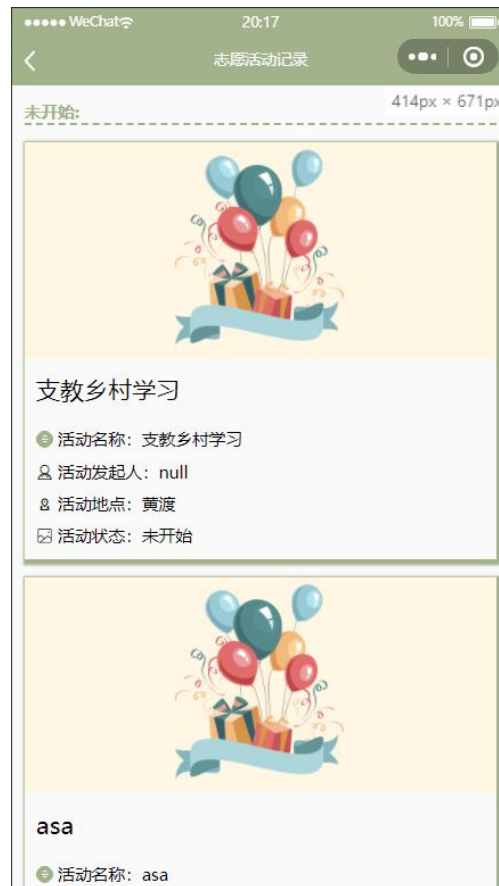 WeChat 20:17 100%
志愿活动记录
414px × 671px
未开始:
支教乡村学习
活动名称：支教乡村学习
活动发起人：null
活动地点：黄渡
活动状态：未开始
asa
活动名称：asa